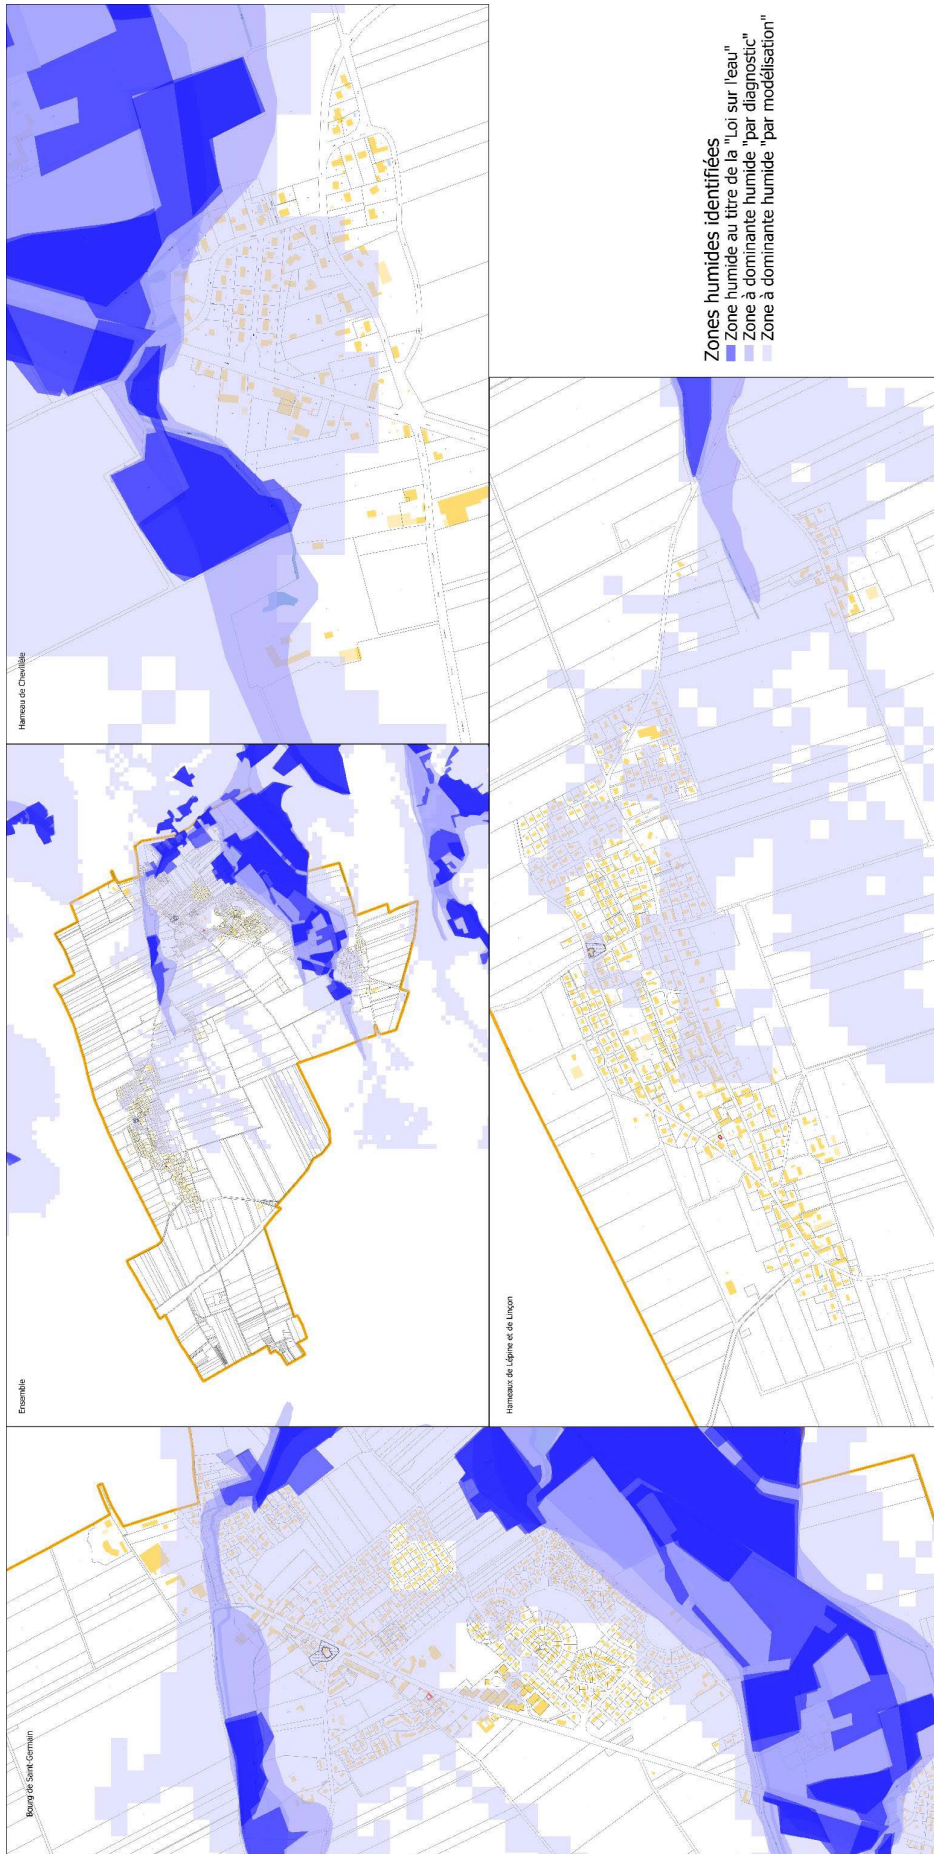 Bourg de Saint-Germain
Ensemble
Hameau de Chevillèle
Hameaux de Lépine et de Linçon
Zones humides identifiées
Zone humide au titre de la "Loi sur l'eau"
Zone à dominante humide "par diagnostic"
Zone à dominante humide "par modélisation"